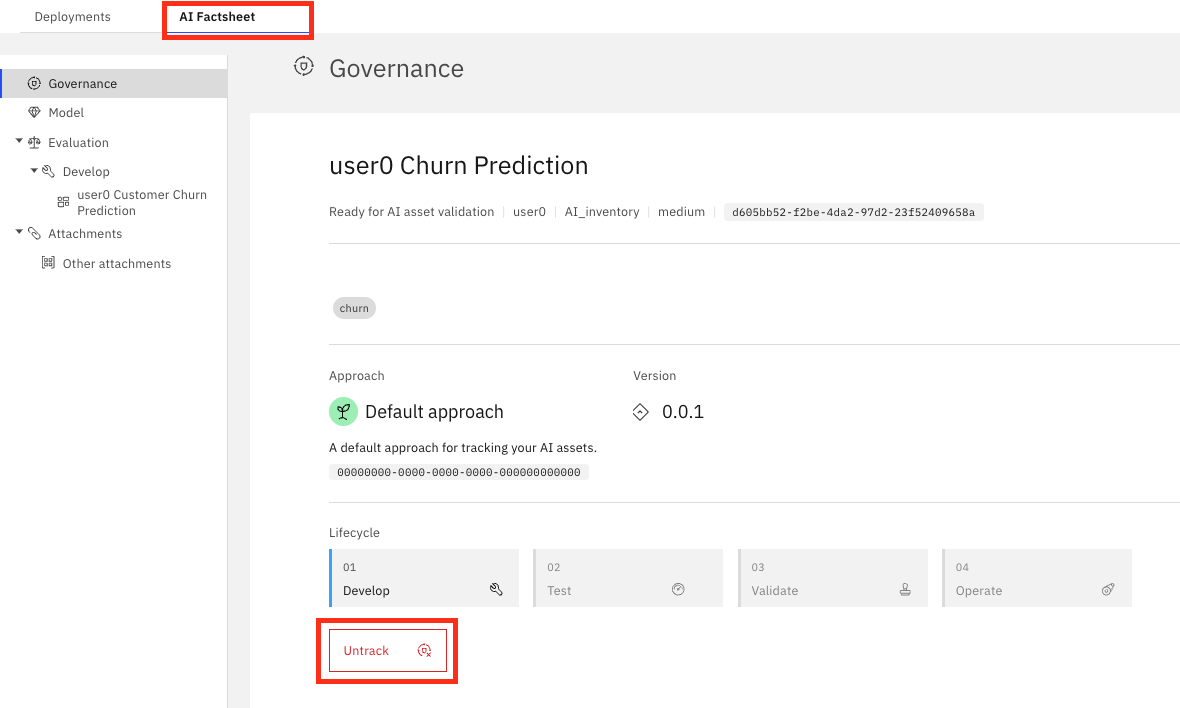 Deployments
AI Factsheet
Governance
Model
Evaluation
Develop
user0 Customer Churn
Prediction
Attachments
Other attachments
Governance
user0 Churn Prediction
Ready for AI asset validation user0 AI_inventory medium d605bb52-f2be-4da2-97d2-23f52409658a
churn
Approach
Default approach
A default approach for tracking your AI assets.
00000000-0000-0000-0000-000000000000
Version
0.0.1
Lifecycle
01
Develop
02
Test
03
Validate
04
Operate
Untrack